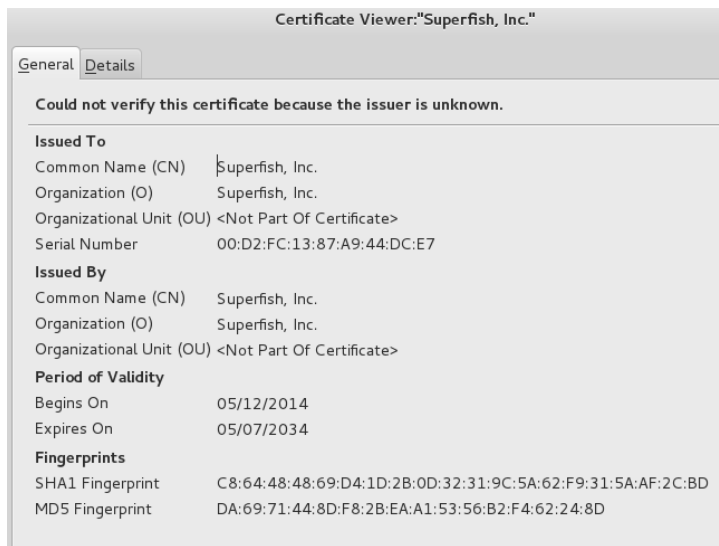 Certificate Viewer:"Superfish, Inc."
General Details
Could not verify this certificate because the issuer is unknown.
Issued To
Common Name (CN) Superfish, Inc.
Organization (O) Superfish, Inc.
Organizational Unit (OU) <Not Part Of Certificate>
Serial Number 00:D2:FC:13:87:A9:44:DC:E7
Issued By
Common Name (CN) Superfish, Inc.
Organization (O) Superfish, Inc.
Organizational Unit (OU) <Not Part Of Certificate>
Period of Validity
Begins On 05/12/2014
Expires On 05/07/2034
Fingerprints
SHA1 Fingerprint C8:64:48:48:69:D4:1D:2B:0D:32:31:9C:5A:62:F9:31:5A:AF:2C:BD
MD5 Fingerprint DA:69:71:44:8D:F8:2B:EA:A1:53:56:B2:F4:62:24:8D